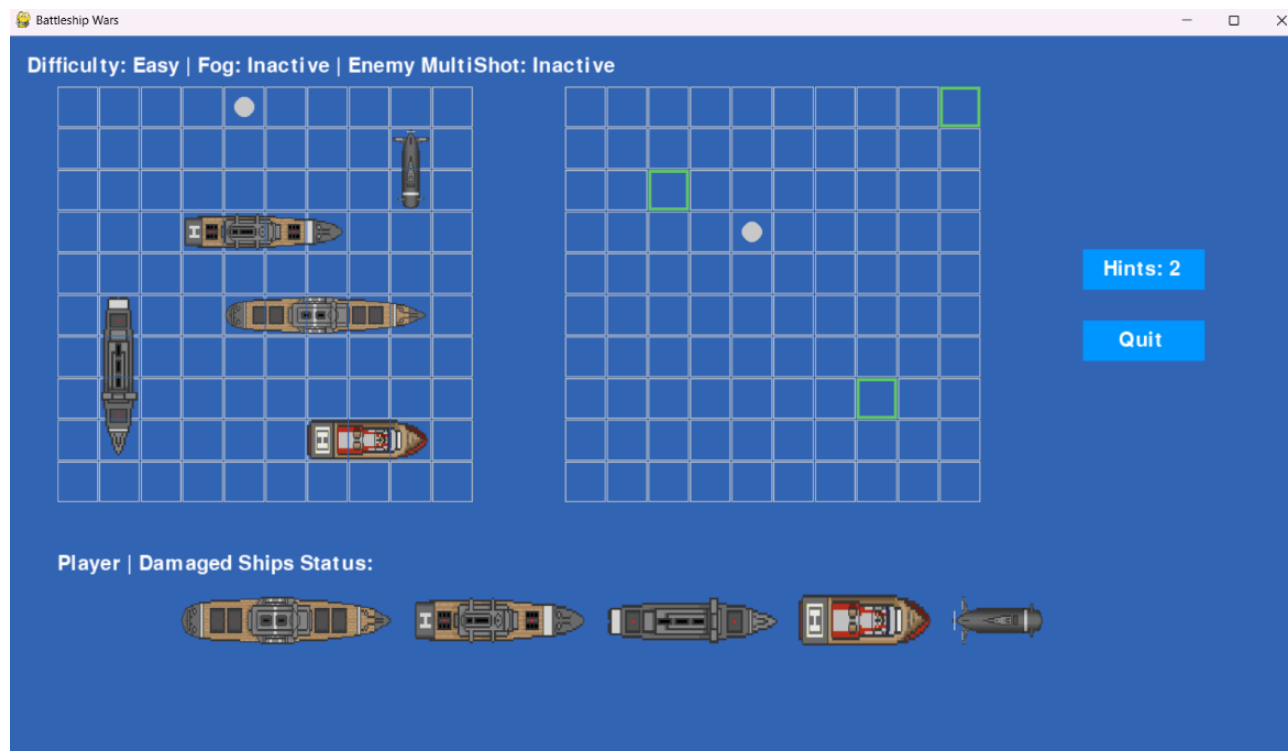 Battleship Wars
Difficulty: Easy | Fog: Inactive | Enemy MultiShot: Inactive
Hints: 2
Quit
Player | Damaged Ships Status: